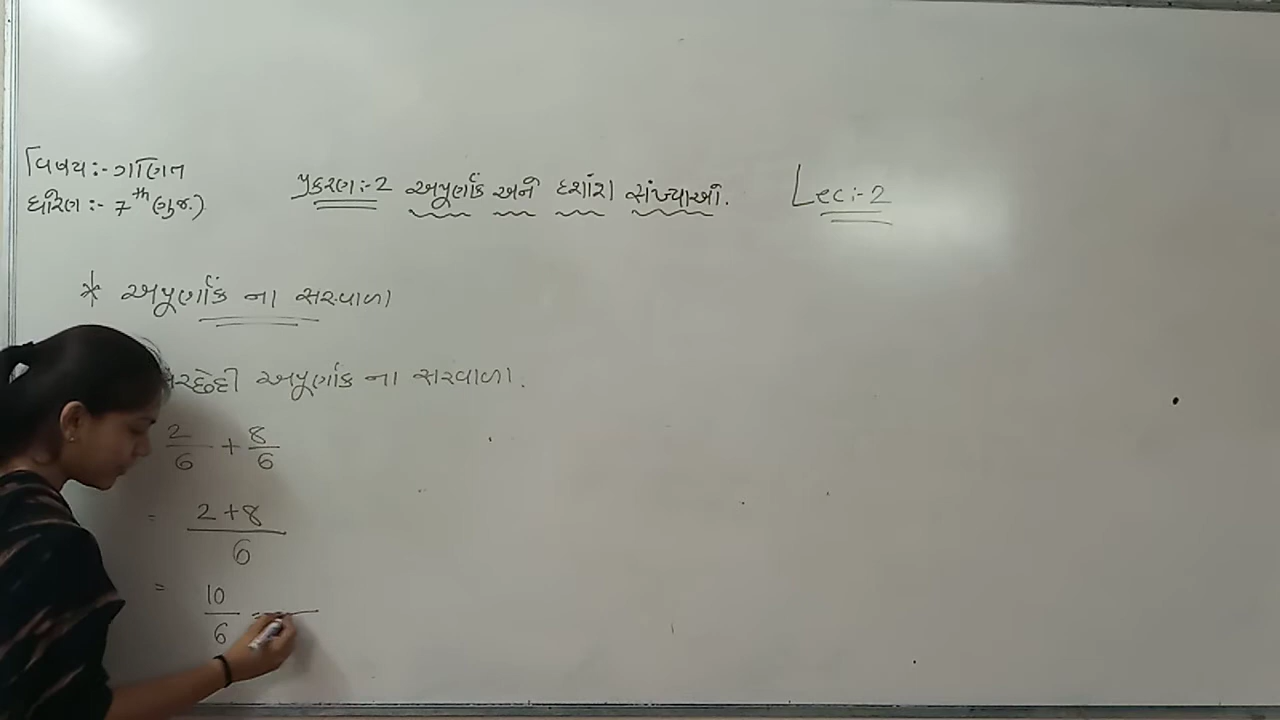 વિષય:- ગણિત
ધોરણ:- 7th (ગુજ.)
પ્રકરણ:-2 અપૂર્ણાંક અને દશાંશ સંખ્યાઓ.
Lec:-2
* અપૂર્ણાંક ના સરવાળા
અપૂર્ણાંક ના સરવાળા.
2/6 + 8/6
= 2+8/6
= 10/6 =